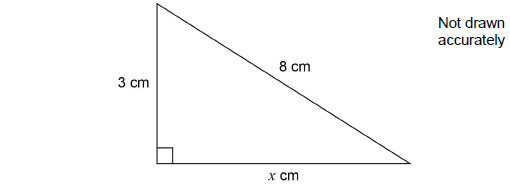 Not drawn
accurately
8 cm
3 cm
x cm